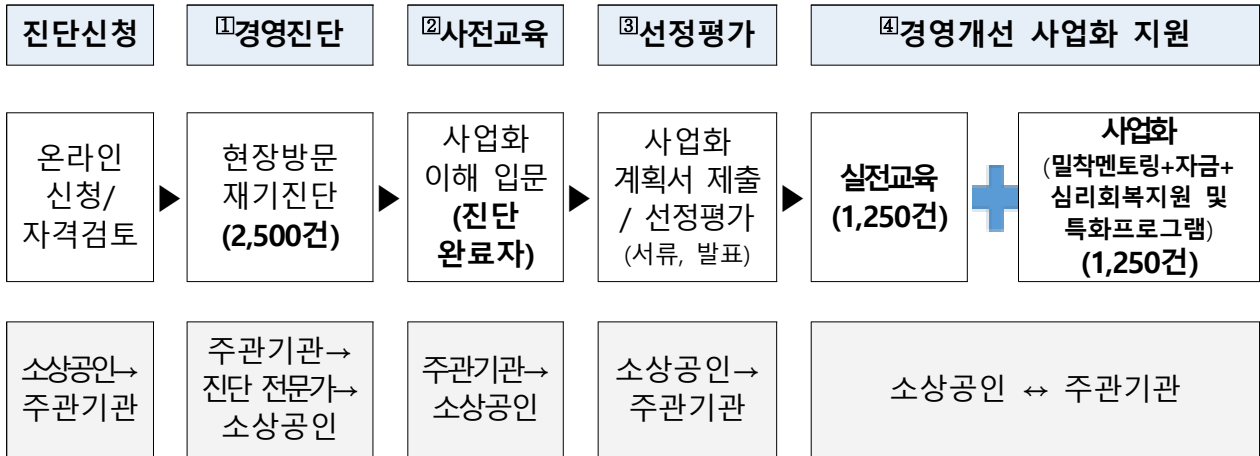 진단신청
1경영진단
2사전교육
3선정평가
4경영개선 사업화 지원
온라인
신청/
자격검토
▶
현장방문
재기진단
(2,500건)
▶
사업화
이해 입문
(진단
완료자)
▶
사업화
계획서 제출
/ 선정평가
(서류, 발표)
▶
실전교육
(1,250건)
사업화
(밀착멘토링+자금+
심리회복지원 및
특화프로그램)
(1,250건)
소상공인→
주관기관
주관기관→
진단 전문가→
소상공인
주관기관→
소상공인
소상공인→
주관기관
소상공인 ↔ 주관기관